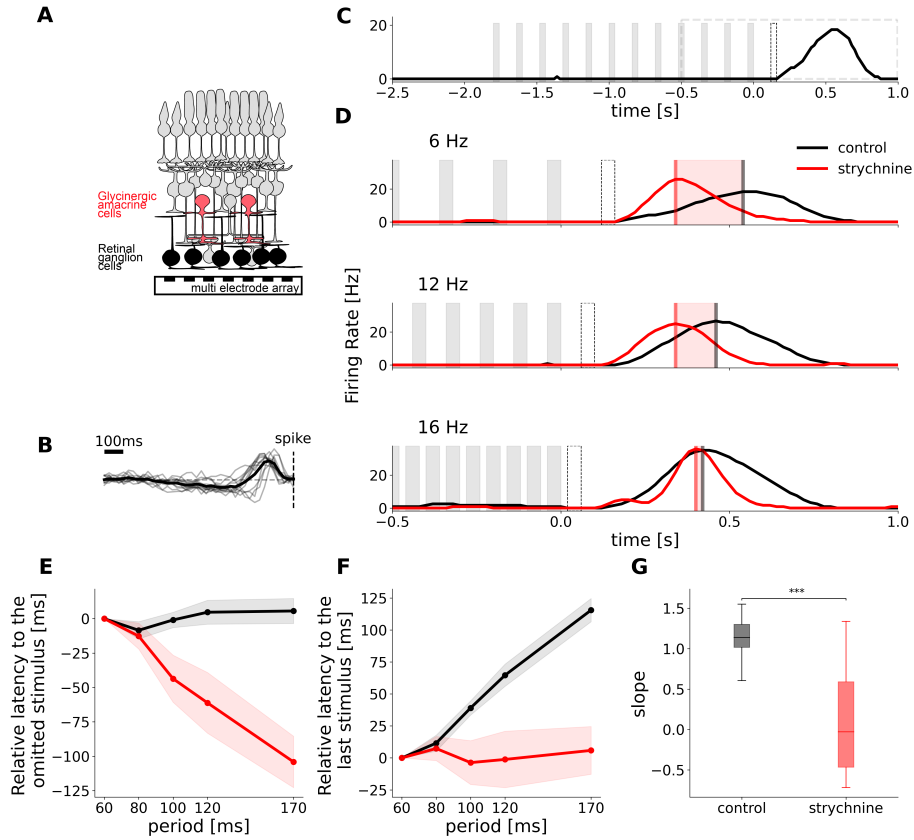 A
Glycinergic
amacrine
cells
Retinal
ganglion
cells
multi electrode array
B
100ms
spike
C
20
0
−2.5
−2.0
−1.5
−1.0
−0.5
0.0
0.5
1.0
time [s]
D
Firing Rate [Hz]
6 Hz
control
strychnine
20
0
12 Hz
20
0
16 Hz
20
0
−0.5
0.0
0.5
1.0
time [s]
E
Relative latency to the
omitted stimulus [ms]
0
−25
−50
−75
−100
−125
60
80
100
120
170
period [ms]
F
Relative latency to the
last stimulus [ms]
125
100
75
50
25
0
−25
60
80
100
120
170
period [ms]
G
slope
1.5
1.0
0.5
0.0
−0.5
***
control
strychnine